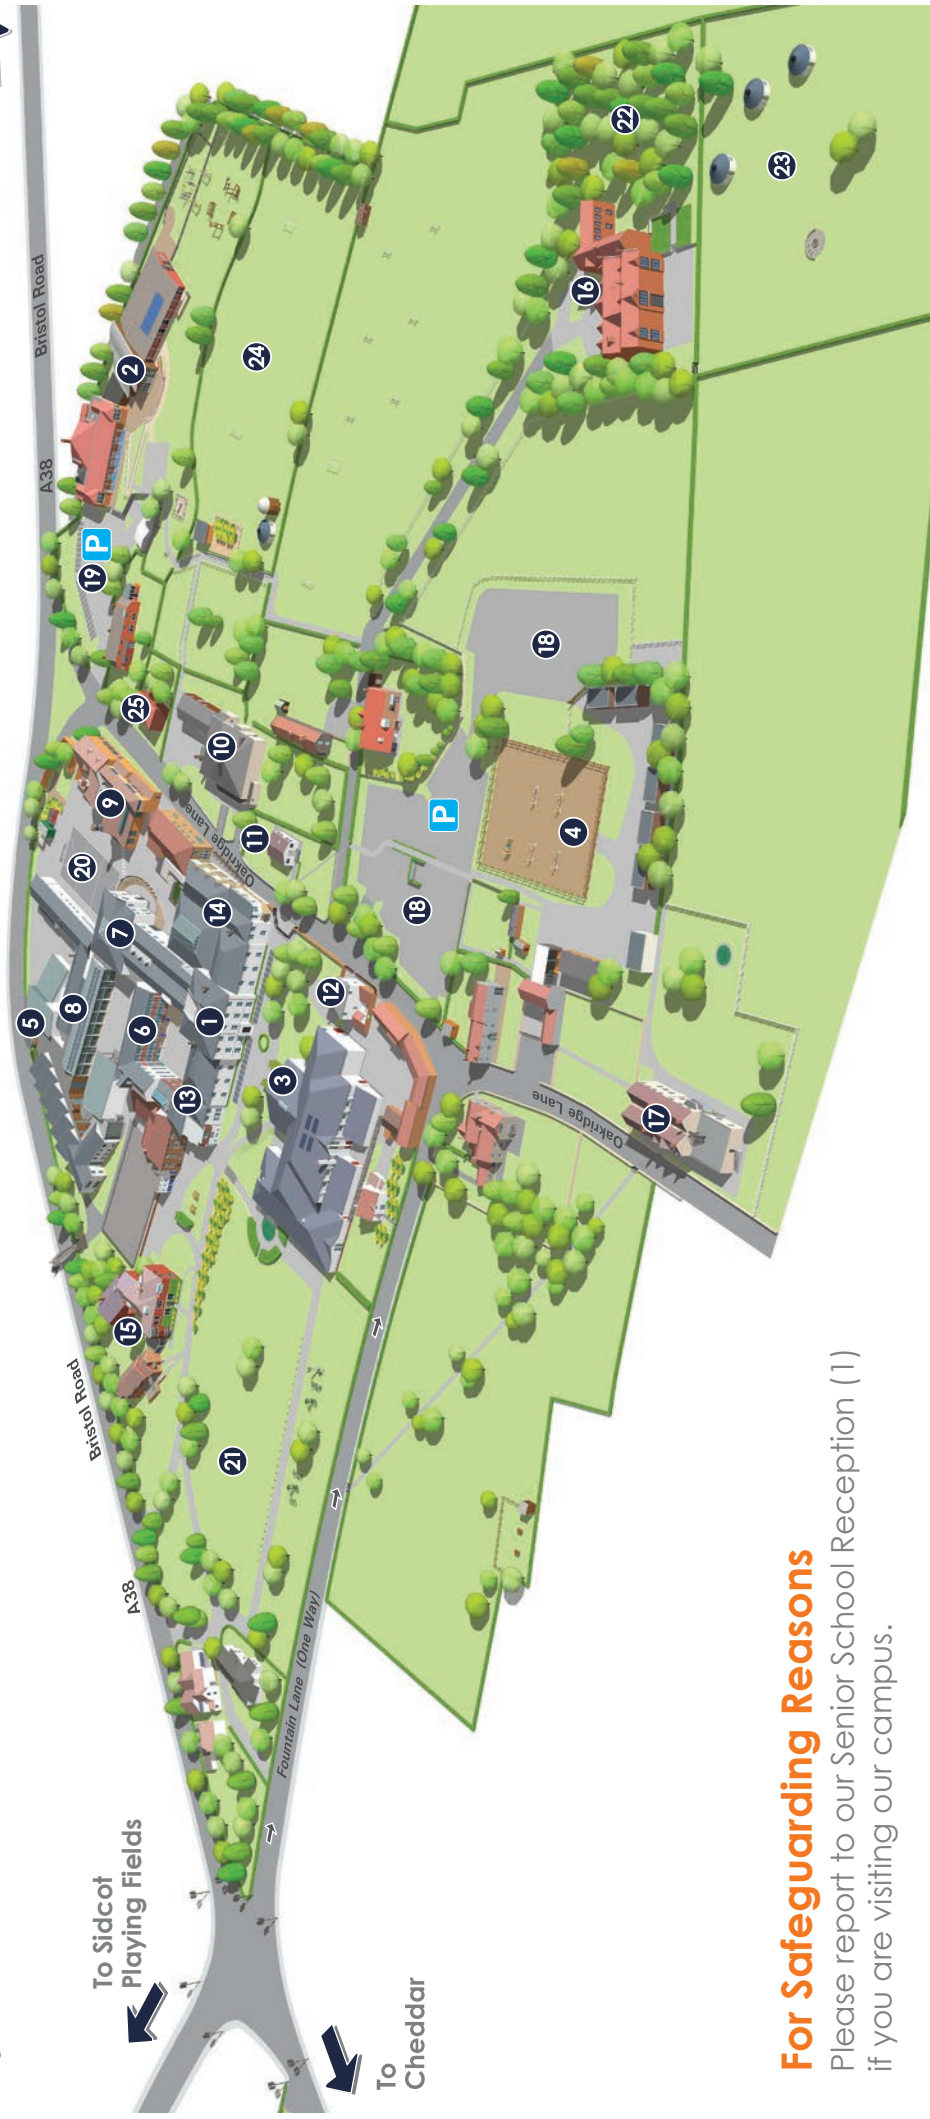 To Sidcot
Playing Fields
To
Cheddar
A38
Bristol Road
Fountain Lane (One Way)
15
21
5
8
6
13
1
7
14
20
9
3
12
11
10
25
Oakridge Lane
Oakridge Lane
17
18
4
P
18
19
P
A38
Bristol Road
2
24
16
22
23
For Safeguarding Reasons
Please report to our Senior School Reception (1)
if you are visiting our campus.